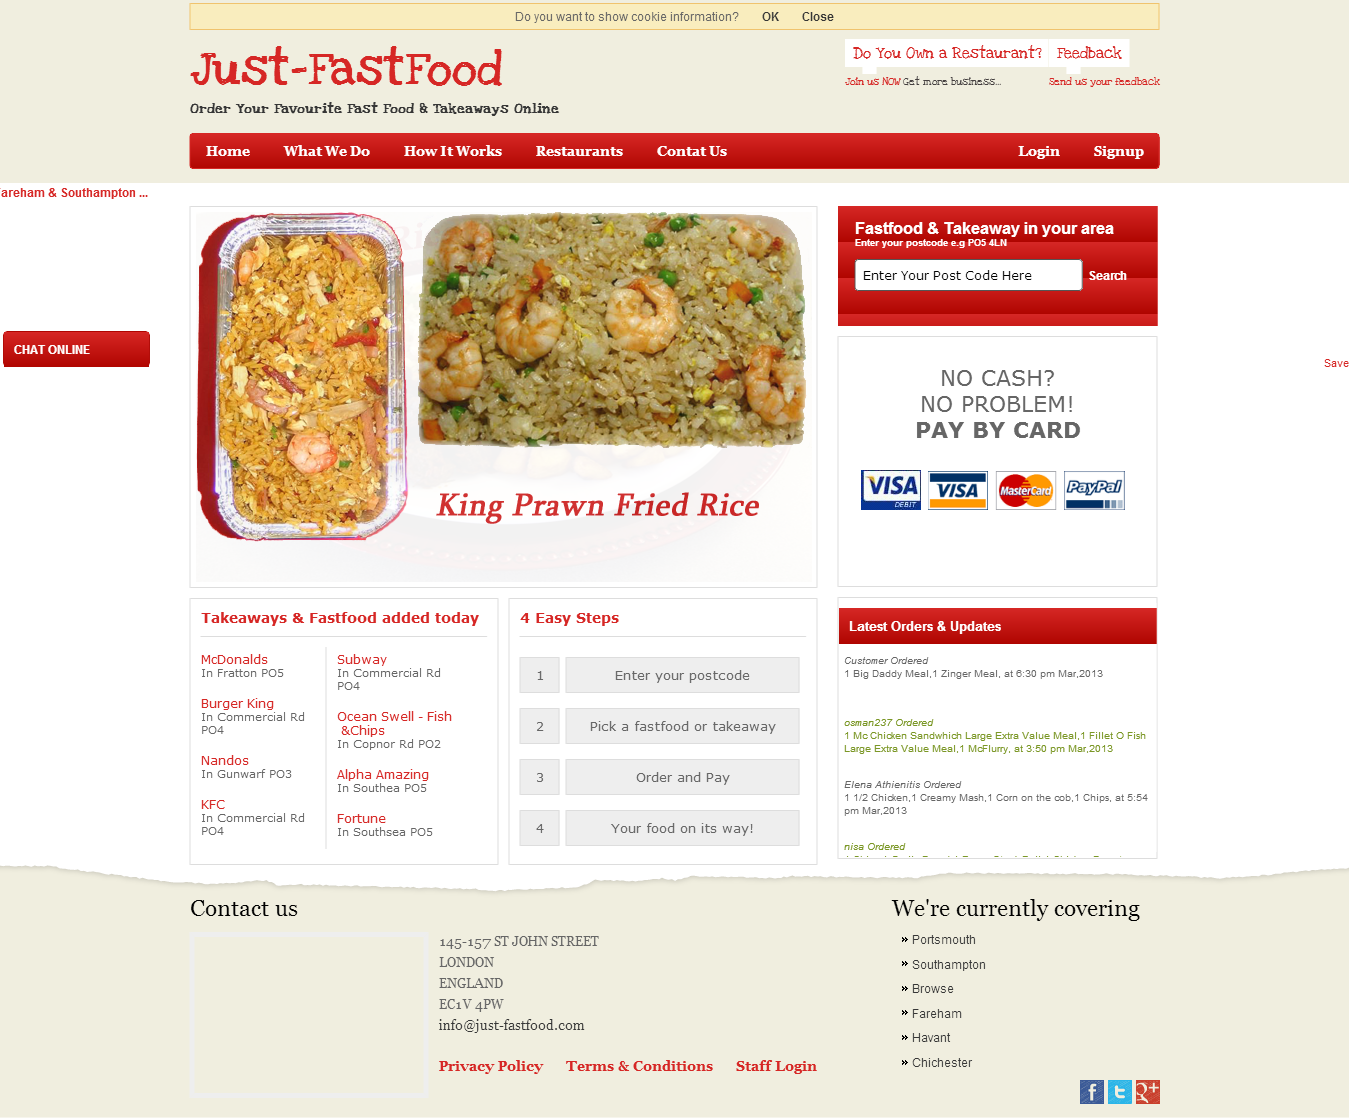 Do you want to show cookie information? OK Close
Just-FastFood
Order Your Favourite Fast Food & Takeaways Online
Do You Own a Restaurant? Feedback
Join us NOW Get more business... Send us your feedback
Home What We Do How It Works Restaurants Contat Us Login Signup
areham & Southampton ...
CHAT ONLINE
King Prawn Fried Rice
Fastfood & Takeaway in your area
Enter your postcode e.g PO5 4LN
Enter Your Post Code Here Search
Save
NO CASH?
NO PROBLEM!
PAY BY CARD
VISA DEBIT VISA MasterCard PayPal
Takeaways & Fastfood added today
McDonalds
In Fratton PO5
Burger King
In Commercial Rd
PO4
Nandos
In Gunwarf PO3
KFC
In Commercial Rd
PO4
Subway
In Commercial Rd
PO4
Ocean Swell - Fish
&Chips
In Copnor Rd PO2
Alpha Amazing
In Southea PO5
Fortune
In Southsea PO5
4 Easy Steps
1 Enter your postcode
2 Pick a fastfood or takeaway
3 Order and Pay
4 Your food on its way!
Latest Orders & Updates
Customer Ordered
1 Big Daddy Meal,1 Zinger Meal, at 6:30 pm Mar,2013
osman237 Ordered
1 Mc Chicken Sandwhich Large Extra Value Meal,1 Fillet O Fish
Large Extra Value Meal,1 McFlurry, at 3:50 pm Mar,2013
Elena Athienitis Ordered
1 1/2 Chicken,1 Creamy Mash,1 Corn on the cob,1 Chips, at 5:54
pm Mar,2013
nisa Ordered
Contact us
145-157 ST JOHN STREET
LONDON
ENGLAND
EC1V 4PW
info@just-fastfood.com
Privacy Policy Terms & Conditions Staff Login
We're currently covering
Portsmouth
Southampton
Browse
Fareham
Havant
Chichester